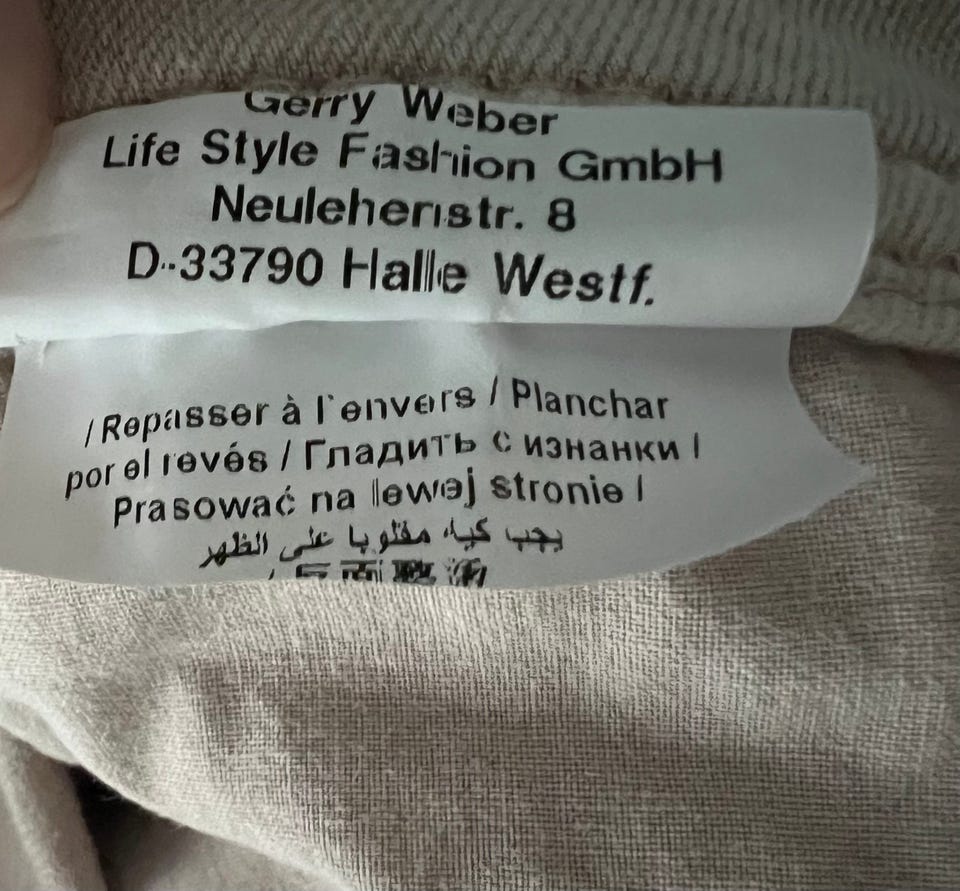 Gerry Weber
Life Style Fashion GmbH
Neulehenstr. 8
D-33790 Halle Westf.
/ Repasser à l'envers / Planchar
por el revés / Гладить с изнанки /
Prasować na lewej stronie /
يجب كيه مقلوبا على الظهر